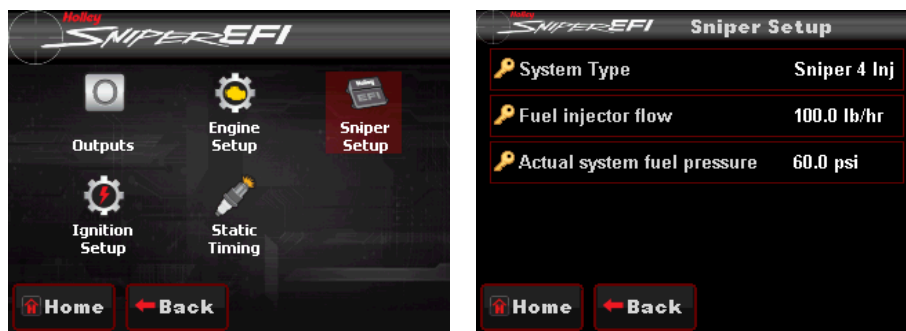 Holley
SNIPER EFI
Outputs
Engine
Setup
Holley
EFI
Sniper
Setup
Ignition
Setup
Static
Timing
Home
Back
Holley
SNIPER EFI
Sniper Setup
System Type Sniper 4 Inj
Fuel injector flow 100.0 lb/hr
Actual system fuel pressure 60.0 psi
Home
Back